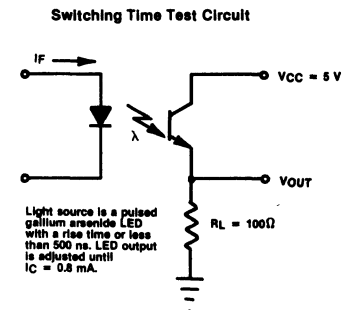 Switching Time Test Circuit
IF
VCC = 5 V
λ
VOUT
Light source is a pulsed
gallium arsenide LED
with a rise time or less
than 500 ns. LED output
is adjusted until
IC = 0.8 mA.
RL = 100Ω